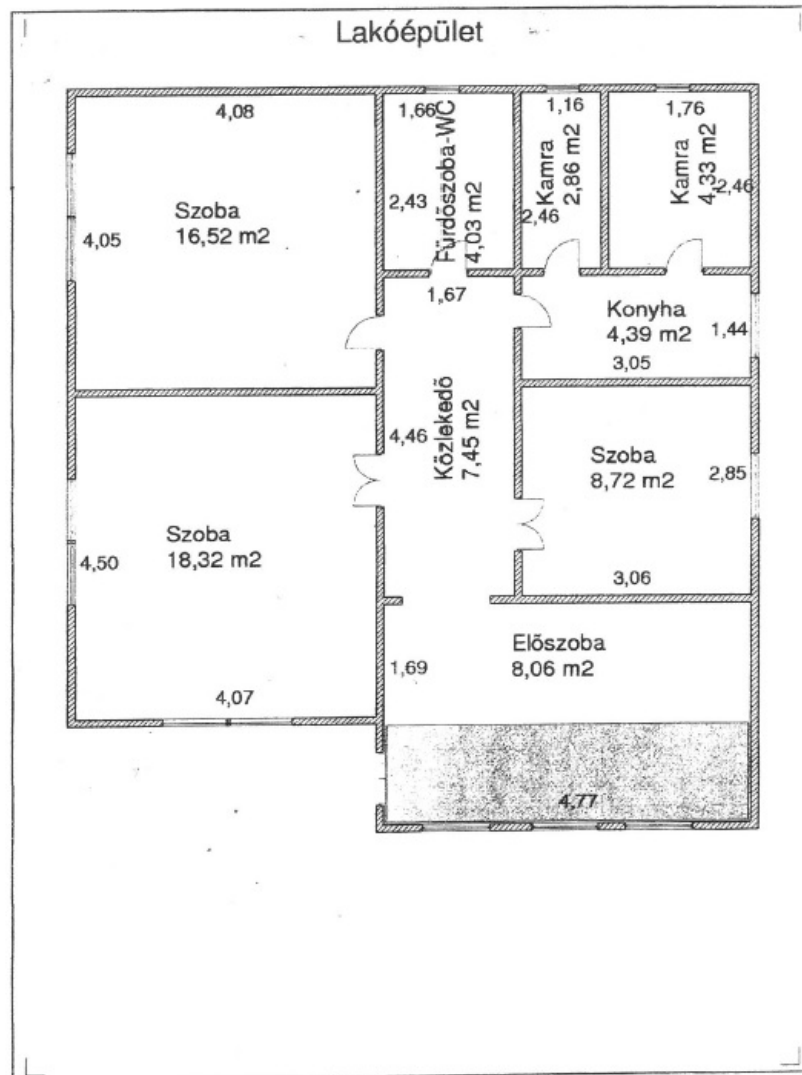 Lakóépület
4,08
Szoba
16,52 m2
4,05
1,66
2,43
Fürdőszoba-WC
4,03 m2
1,16
Kamra
2,86 m2
2,46
1,76
Kamra
4,33 m2
2,46
1,67
Konyha
4,39 m2
1,44
3,05
4,46
Közlekedő
7,45 m2
Szoba
8,72 m2
2,85
3,06
Szoba
18,32 m2
4,50
4,07
Előszoba
8,06 m2
1,69
4,77